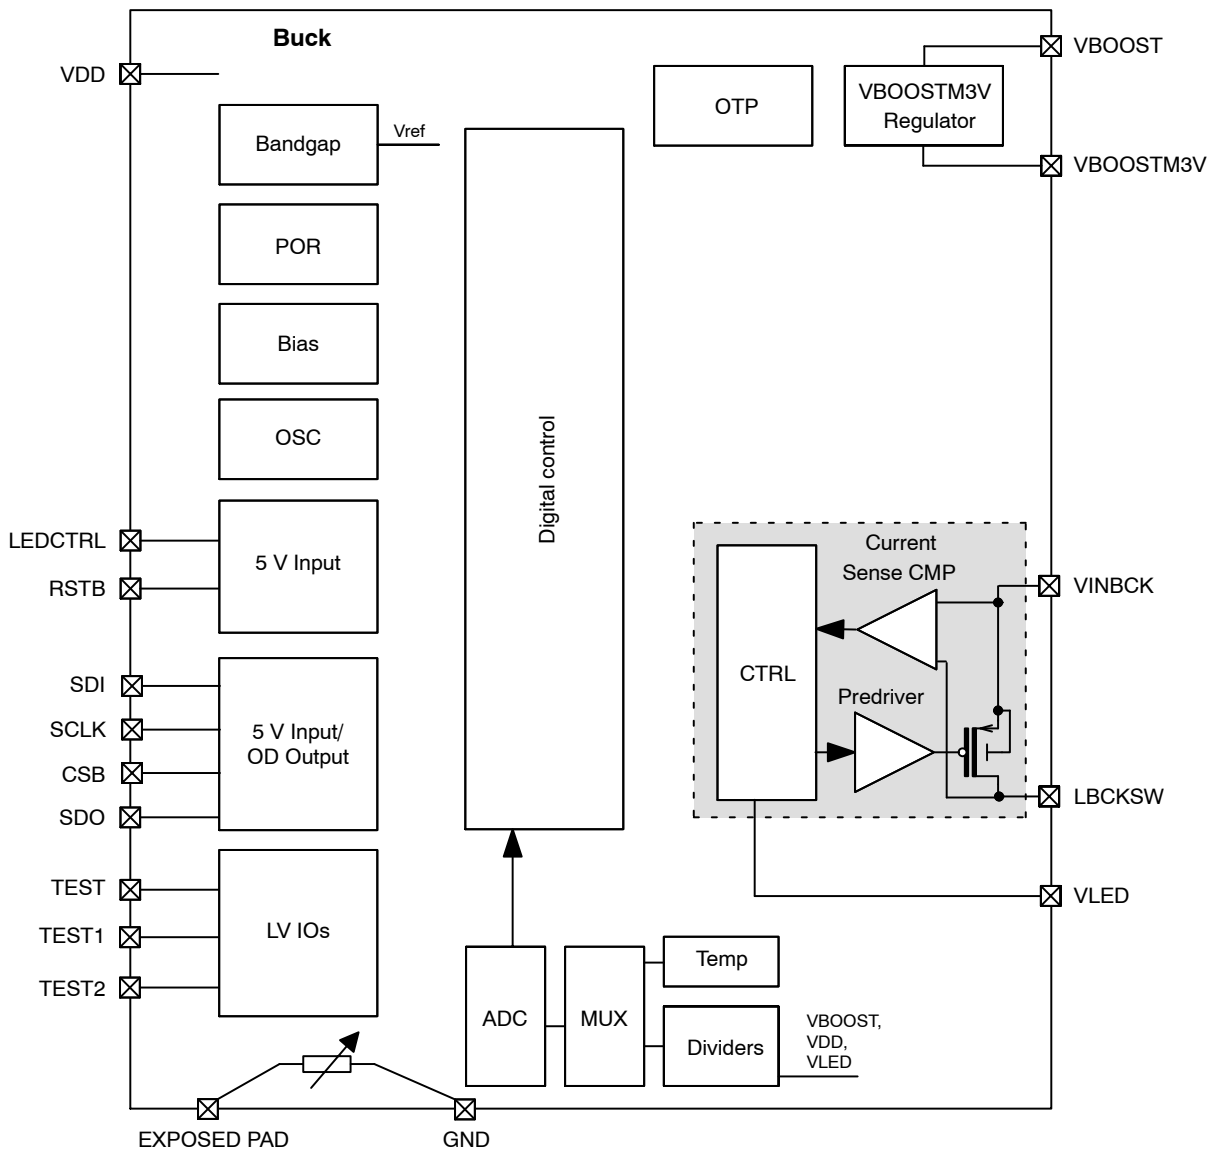 Buck
VDD
VBOOST
VBOOSTM3V
Regulator
VBOOSTM3V
OTP
Bandgap
Vref
POR
Bias
OSC
Digital control
LEDCTRL
RSTB
5 V Input
SDI
SCLK
CSB
SDO
5 V Input/
OD Output
TEST
TEST1
TEST2
LV IOs
Current
Sense CMP
CTRL
Predriver
VINBCK
LBCKSW
VLED
ADC
MUX
Temp
Dividers
VBOOST,
VDD,
VLED
EXPOSED PAD
GND